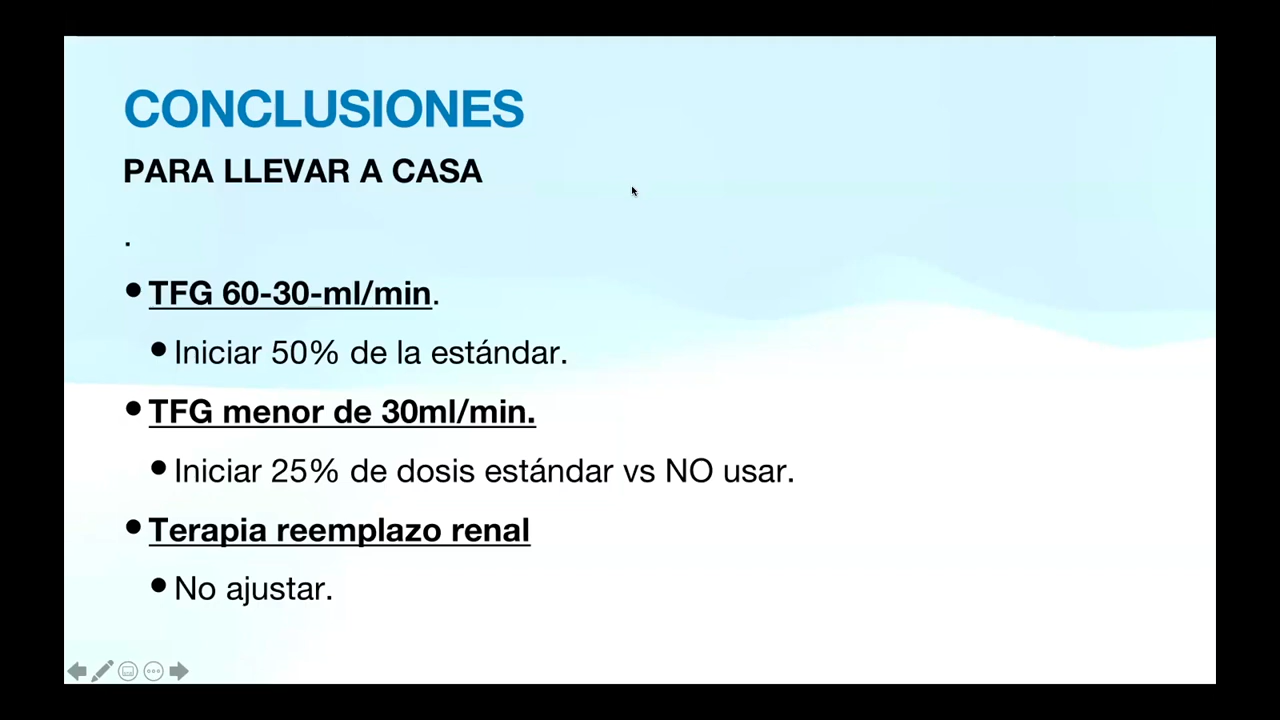 CONCLUSIONES
PARA LLEVAR A CASA
.
• TFG 60-30-ml/min.
• Iniciar 50% de la estándar.
• TFG menor de 30ml/min.
• Iniciar 25% de dosis estándar vs NO usar.
• Terapia reemplazo renal
• No ajustar.